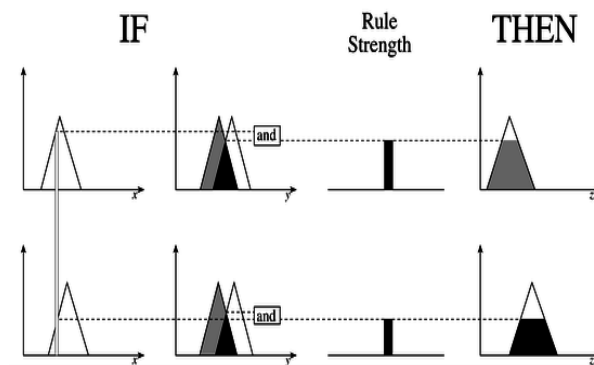 IF
Rule
Strength
THEN
and
x
y
z
and
x
y
z